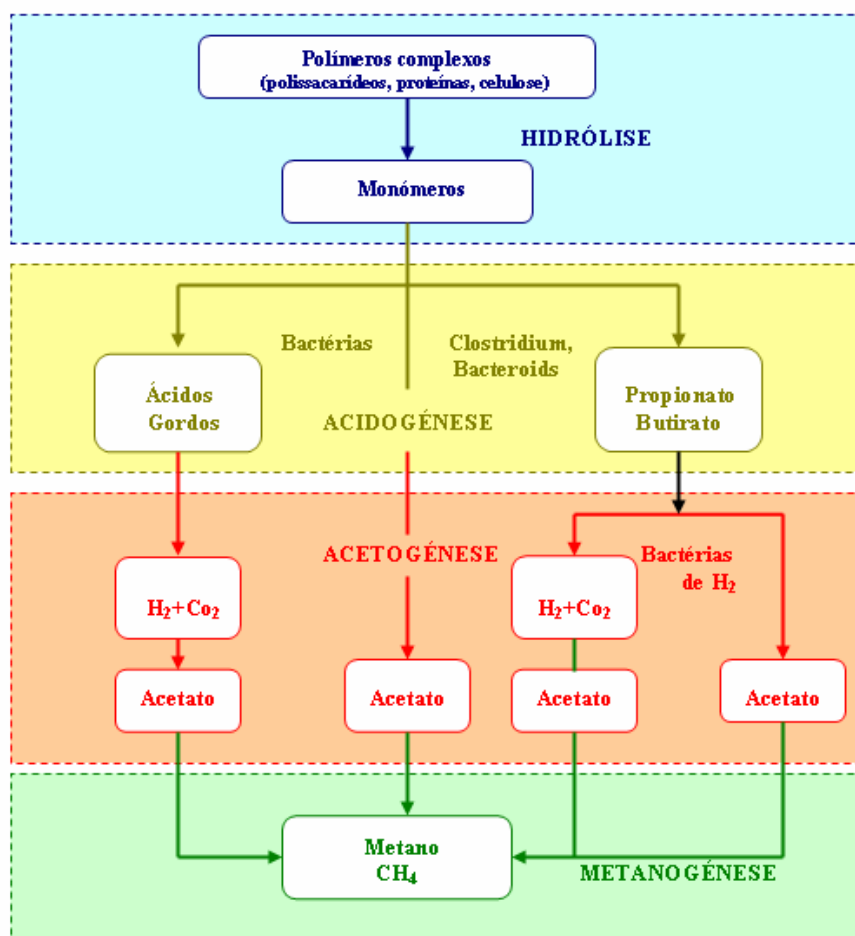 Polímeros complexos
(polissacarídeos, proteínas, celulose)
HIDRÓLISE
Monómeros
Bactérias
Clostridium,
Bacteroids
Ácidos
Gordos
ACIDOGÉNESE
Propionato
Butirato
ACETOGÉNESE
Bactérias
de H₂
H₂+Co₂
H₂+Co₂
Acetato
Acetato
Acetato
Acetato
Metano
CH₄
METANOGÉNESE